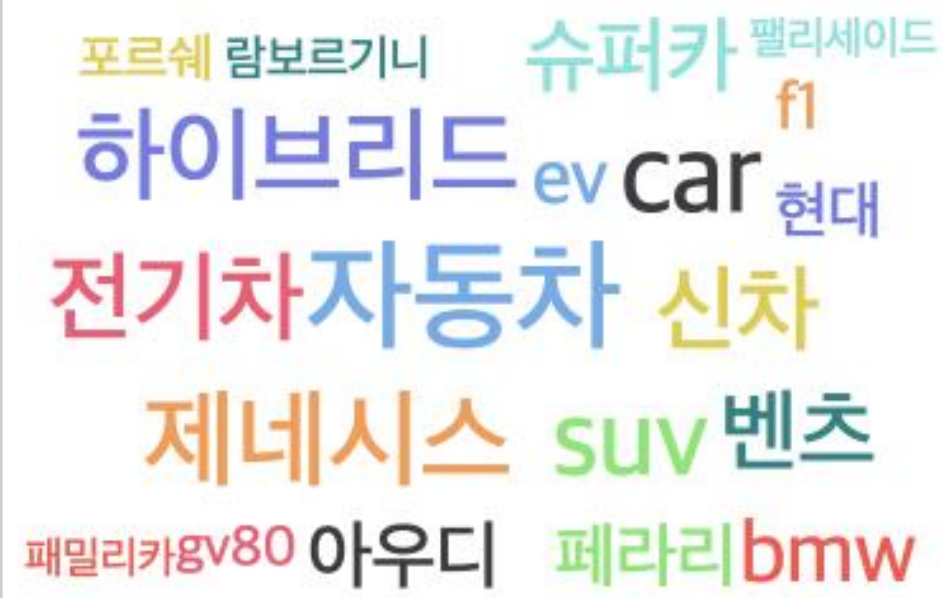 포르쉐 람보르기니 슈퍼카 팰리세이드
f1
하이브리드 ev car 현대
전기차 자동차 신차
제네시스 suv 벤츠
패밀리카 gv80 아우디 페라리 bmw